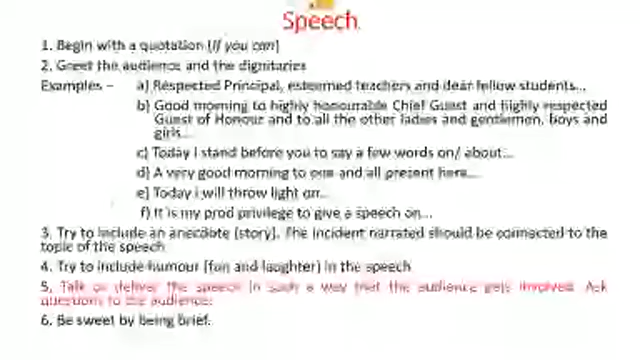 Speech
1. Begin with a quotation (if you can)
2. Greet the audience and the dignitaries
Examples – a) Respected Principal, esteemed teachers and dear fellow students...
b) Good morning to highly honourable Chief Guest and highly respected
Guest of Honour and to all the other ladies and gentlemen, boys and
girls...
c) Today I stand before you to say a few words on/ about...
d) A very good morning to one and all present here...
e) Today I will throw light on...
f) It is my prod privilege to give a speech on...
3. Try to include an anecdote (story). The incident narrated should be connected to the
topic of the speech
4. Try to include humour (fun and laughter) in the speech
5. Talk or deliver the speech in such a way that the audience gets involved. Ask
questions to the audience.
6. Be sweet by being brief.